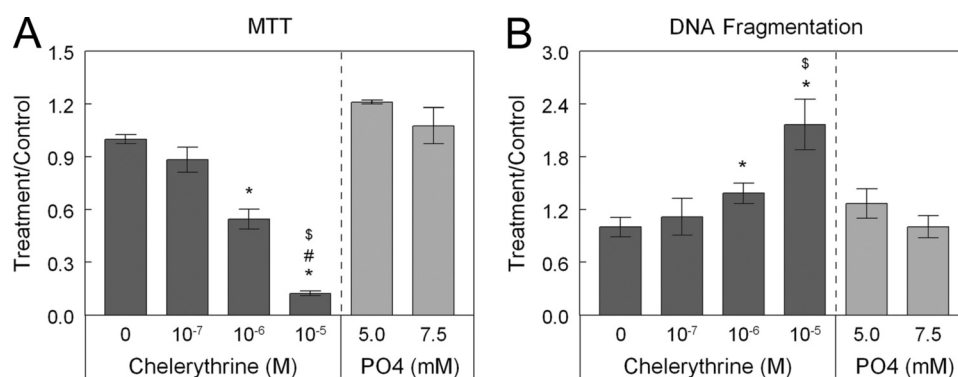 A
MTT
Treatment/Control
1.5
1.2
0.9
0.6
0.3
0.0
*
$
#
*
0 10⁻⁷ 10⁻⁶ 10⁻⁵ 5.0 7.5
Chelerythrine (M) PO4 (mM)
B
DNA Fragmentation
Treatment/Control
3.0
2.4
1.8
1.2
0.6
0.0
*
$
*
0 10⁻⁷ 10⁻⁶ 10⁻⁵ 5.0 7.5
Chelerythrine (M) PO4 (mM)